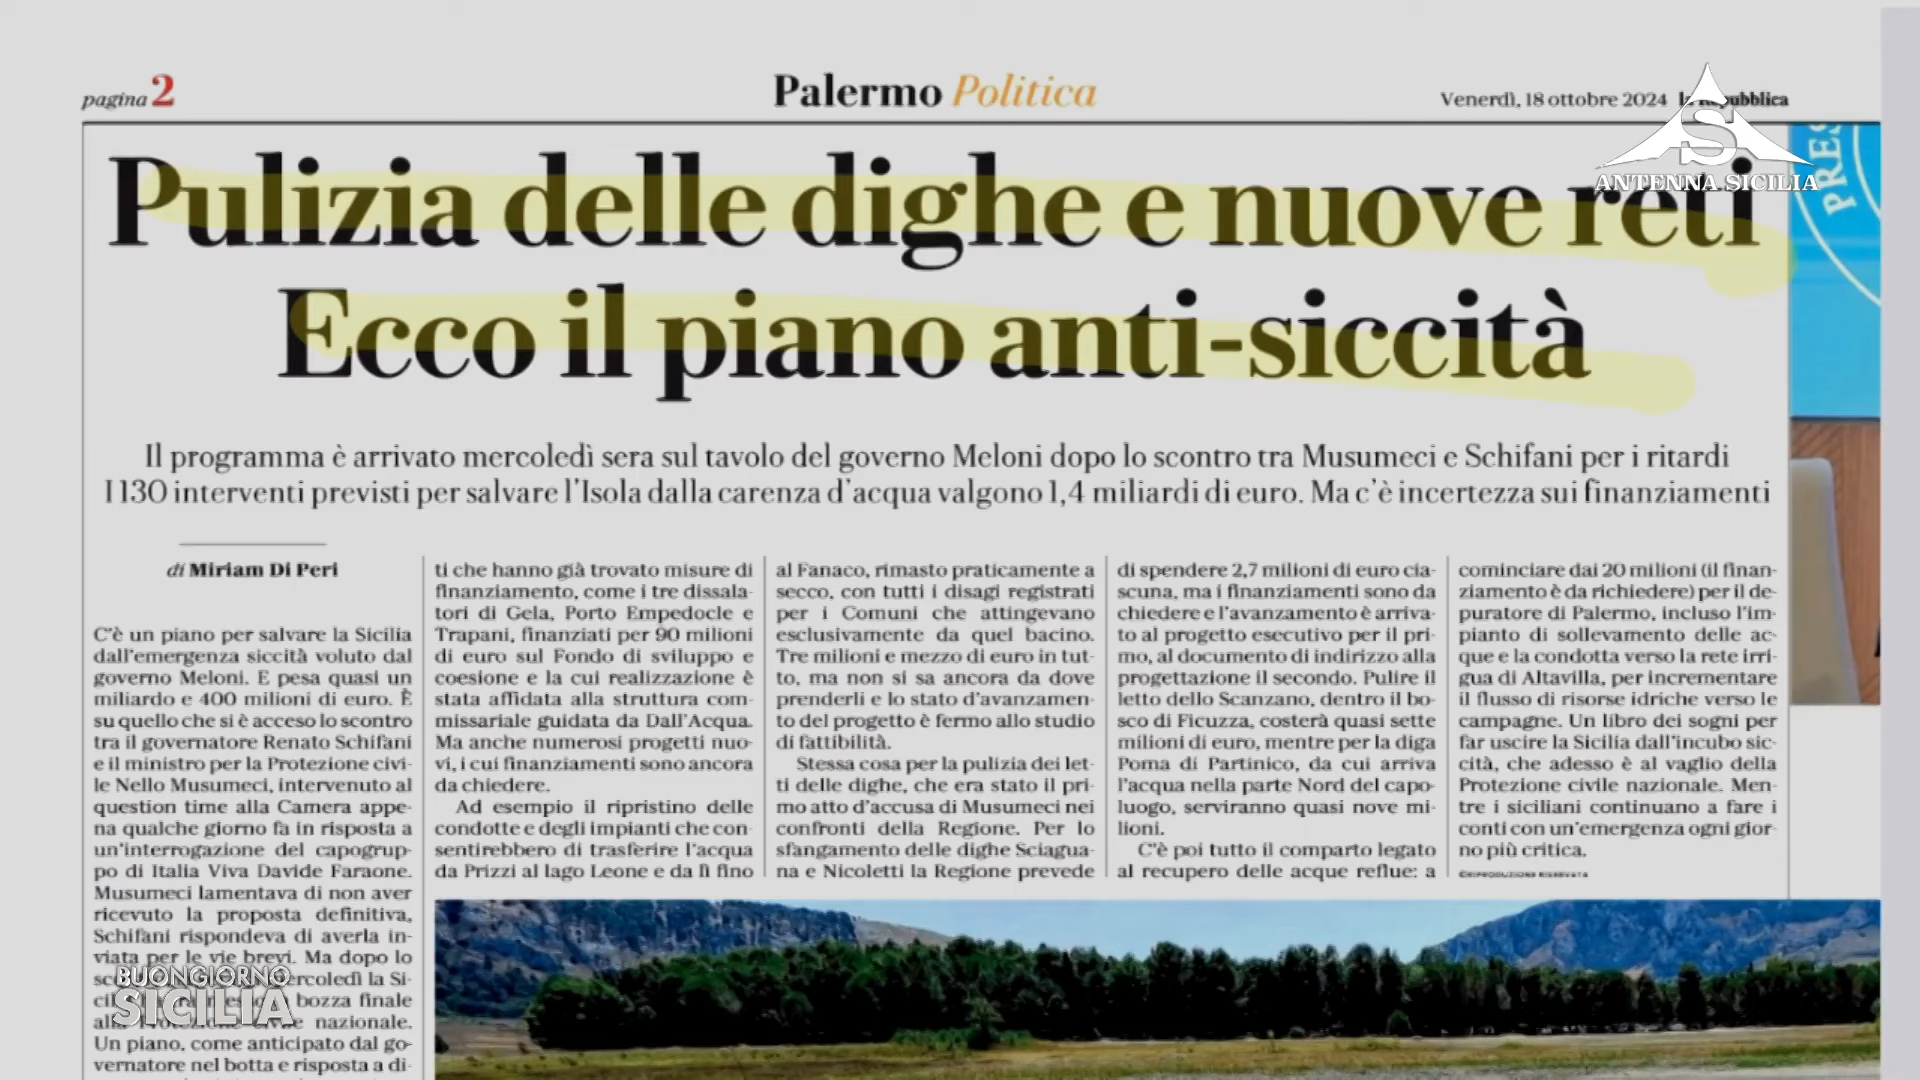 pagina 2
Palermo Politica
Venerdì, 18 ottobre 2024 la Repubblica
ANTENNA SICILIA
PRES
Pulizia delle dighe e nuove reti
Ecco il piano anti-siccità
Il programma è arrivato mercoledì sera sul tavolo del governo Meloni dopo lo scontro tra Musumeci e Schifani per i ritardi
I 130 interventi previsti per salvare l'Isola dalla carenza d'acqua valgono 1,4 miliardi di euro. Ma c'è incertezza sui finanziamenti
di Miriam Di Peri
C'è un piano per salvare la Sicilia
dall'emergenza siccità voluto dal
governo Meloni. E pesa quasi un
miliardo e 400 milioni di euro. È
su quello che si è acceso lo scontro
tra il governatore Renato Schifani
e il ministro per la Protezione civi-
le Nello Musumeci, intervenuto al
question time alla Camera appe-
na qualche giorno fa in risposta a
un'interrogazione del capogrup-
po di Italia Viva Davide Faraone.
Musumeci lamentava di non aver
ricevuto la proposta definitiva,
Schifani rispondeva di averla in-
viata per le vie brevi. Ma dopo lo
mercoledì la Si-
bozza finale
alla Protezione civile nazionale.
Un piano, come anticipato dal go-
vernatore nel botta e risposta a di-
ti che hanno già trovato misure di
finanziamento, come i tre dissala-
tori di Gela, Porto Empedocle e
Trapani, finanziati per 90 milioni
di euro sul Fondo di sviluppo e
coesione e la cui realizzazione è
stata affidata alla struttura com-
missariale guidata da Dall'Acqua.
Ma anche numerosi progetti nuo-
vi, i cui finanziamenti sono ancora
da chiedere.
Ad esempio il ripristino delle
condotte e degli impianti che con-
sentirebbero di trasferire l'acqua
da Prizzi al lago Leone e da lì fino
al Fanaco, rimasto praticamente a
secco, con tutti i disagi registrati
per i Comuni che attingevano
esclusivamente da quel bacino.
Tre milioni e mezzo di euro in tut-
to, ma non si sa ancora da dove
prenderli e lo stato d'avanzamen-
to del progetto è fermo allo studio
di fattibilità.
Stessa cosa per la pulizia dei let-
ti delle dighe, che era stato il pri-
mo atto d'accusa di Musumeci nei
confronti della Regione. Per lo
sfangamento delle dighe Sciagua-
na e Nicoletti la Regione prevede
di spendere 2,7 milioni di euro cia-
scuna, ma i finanziamenti sono da
chiedere e l'avanzamento è arriva-
to al progetto esecutivo per il pri-
mo, al documento di indirizzo alla
progettazione il secondo. Pulire il
letto dello Scanzano, dentro il bo-
sco di Ficuzza, costerà quasi sette
milioni di euro, mentre per la diga
Poma di Partinico, da cui arriva
l'acqua nella parte Nord del capo-
luogo, serviranno quasi nove mi-
lioni.
C'è poi tutto il comparto legato
al recupero delle acque reflue: a
cominciare dai 20 milioni (il finan-
ziamento è da richiedere) per il de-
puratore di Palermo, incluso l'im-
pianto di sollevamento delle ac-
que e la condotta verso la rete irri-
gua di Altavilla, per incrementare
il flusso di risorse idriche verso le
campagne. Un libro dei sogni per
far uscire la Sicilia dall'incubo sic-
cità, che adesso è al vaglio della
Protezione civile nazionale. Men-
tre i siciliani continuano a fare i
conti con un'emergenza ogni gior-
no più critica.
©RIPRODUZIONE RISERVATA
BUONGIORNO
SICILIA